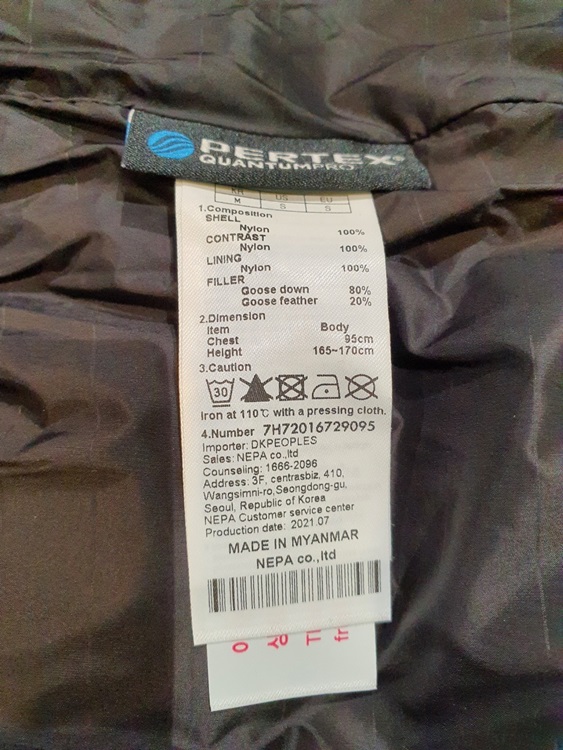 PERTEX®
QUANTUMPRO
KR US EU
M S S
1.Composition
SHELL
Nylon 100%
CONTRAST
Nylon 100%
LINING
Nylon 100%
FILLER
Goose down 80%
Goose feather 20%
2.Dimension
Item Body
Chest 95cm
Height 165~170cm
3.Caution
30
Iron at 110℃ with a pressing cloth.
4.Number 7H72016729095
Importer: DKPEOPLES
Sales: NEPA co.,ltd
Counseling: 1666-2096
Address: 3F, centrasbiz, 410,
Wangsimni-ro,Seongdong-gu,
Seoul, Republic of Korea
NEPA Customer service center
Production date: 2021.07
MADE IN MYANMAR
NEPA co.,ltd